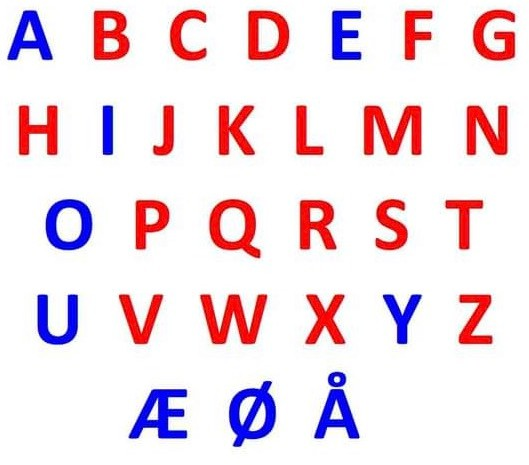 A B C D E F G
H I J K L M N
O P Q R S T
U V W X Y Z
Æ Ø Å